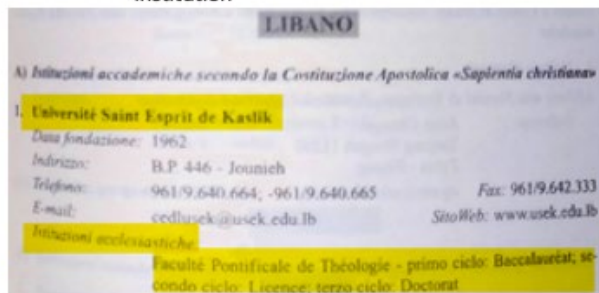 LIBANO
A) Istituzioni accademiche secondo la Costituzione Apostolica «Sapientia christiana»
1. Université Saint Esprit de Kaslik
Data fondazione: 1962
Indirizzo: B.P. 446 - Jounieh
Telefono: 961/9.640.664; -961/9.640.665 Fax: 961/9.642.333
E-mail: cedlusek@usek.edu.lb SitoWeb: www.usek.edu.lb
Istituzioni ecclesiastiche:
Faculté Pontificale de Théologie - primo ciclo: Baccalauréat; se-
condo ciclo: Licence; terzo ciclo: Doctorat